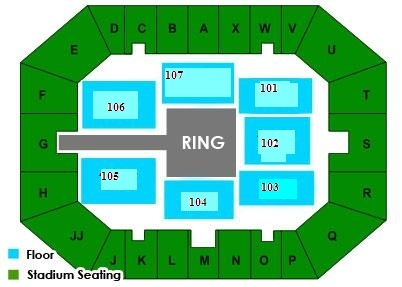 D C B A X W V
E U
107
101
F 106 T
G RING 102 S
105
H 103 R
104
JJ Q
J K L M N O P
Floor
Stadium Seating